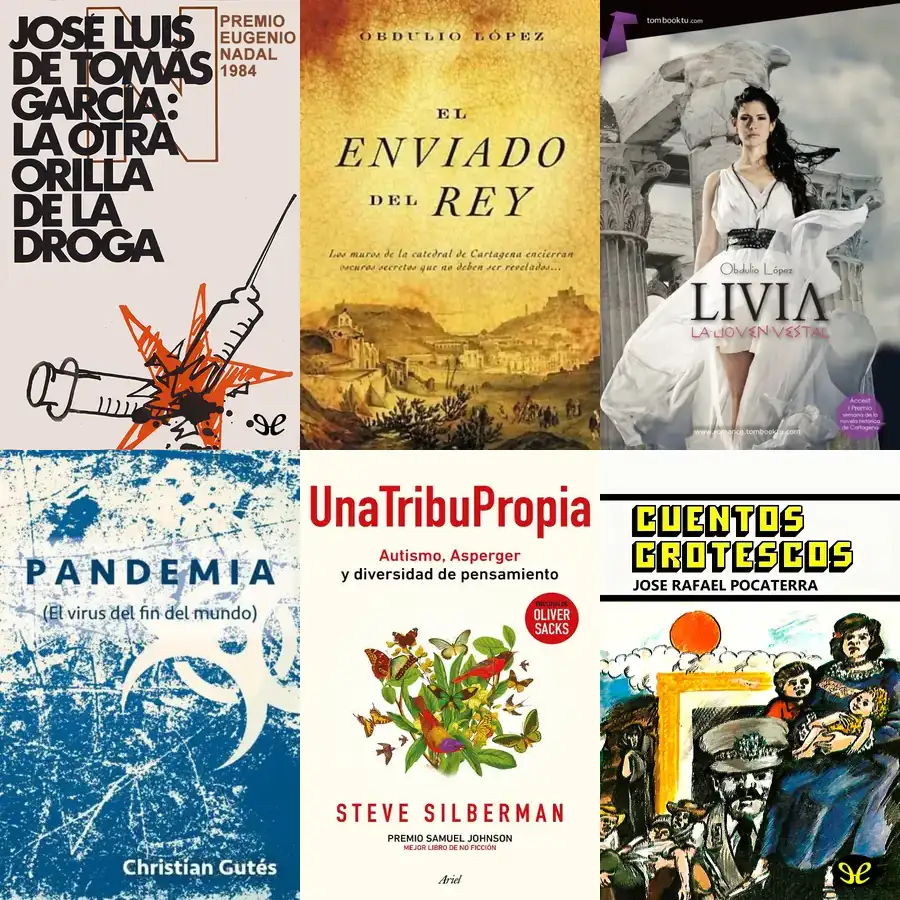 JOSÉ LUIS
DE TOMÁS
GARCÍA:
LA OTRA
ORILLA
DE LA
DROGA
PREMIO
EUGENIO
NADAL
1984
OBDULIO LÓPEZ
EL
ENVIADO
DEL REY
Los muros de la catedral de Cartagena encierran
oscuros secretos que no deben ser revelados...
tombooktu.com
Obdulio López
LIVIA
LA JOVEN VESTAL
www.romance.tombooktu.com
Accésit
I Premio
semana de la
novela histórica
de Cartagena
PANDEMIA
(El virus del fin del mundo)
Christian Gutés
UnaTribuPropia
Autismo, Asperger
y diversidad de pensamiento
OLIVER
SACKS
STEVE SILBERMAN
PREMIO SAMUEL JOHNSON
MEJOR LIBRO DE NO FICCIÓN
Ariel
CUENTOS
GROTESCOS
JOSE RAFAEL POCATERRA